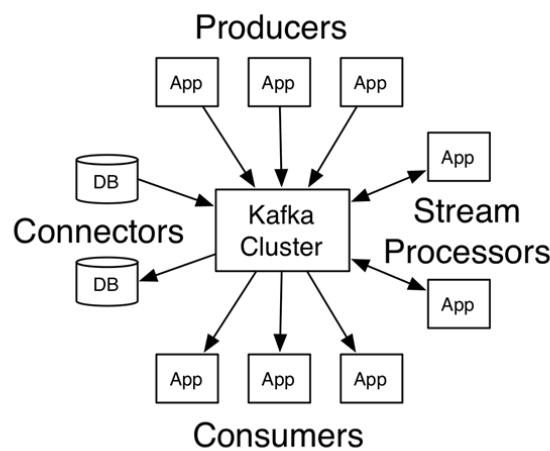 Producers
App
App
App
DB
App
Kafka
Cluster
Connectors
Stream
Processors
DB
App
App
App
App
Consumers